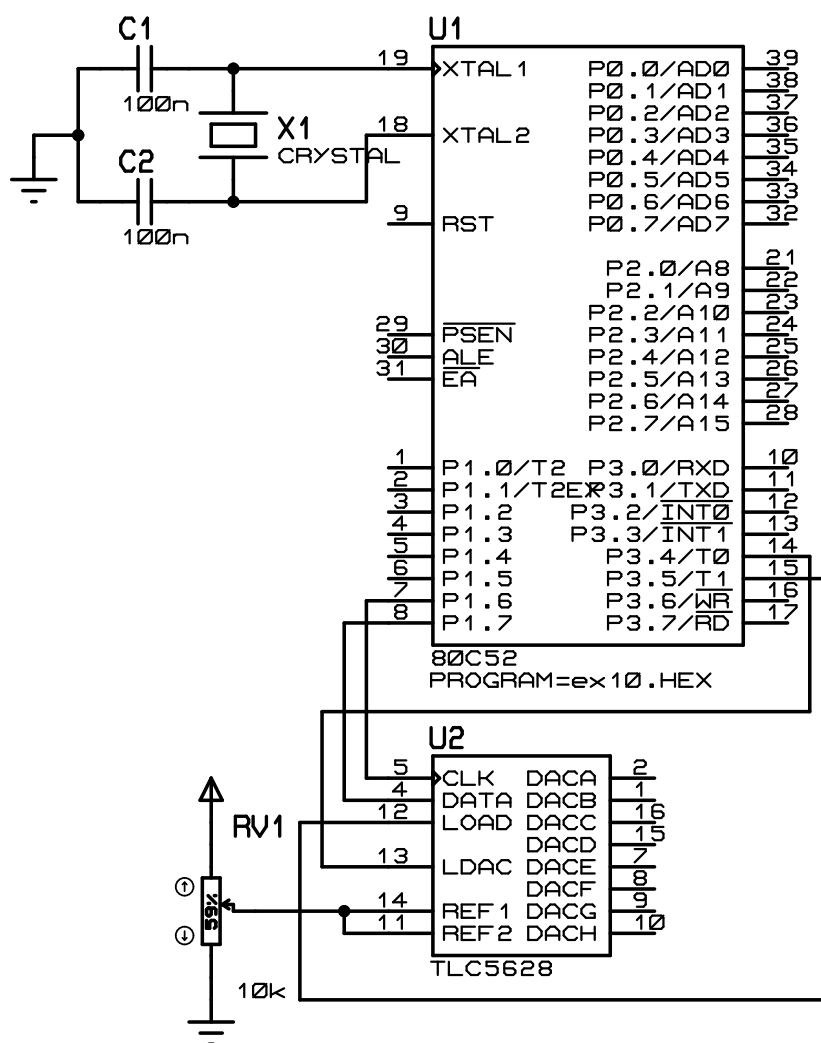 C1
100n
C2
100n
X1
CRYSTAL
U1
19 XTAL1 P0.0/AD0 39
P0.1/AD1 38
P0.2/AD2 37
18 XTAL2 P0.3/AD3 36
P0.4/AD4 35
P0.5/AD5 34
P0.6/AD6 33
9 RST P0.7/AD7 32
P2.0/A8 21
P2.1/A9 22
P2.2/A10 23
29 PSEN P2.3/A11 24
30 ALE P2.4/A12 25
31 EA P2.5/A13 26
P2.6/A14 27
P2.7/A15 28
1 P1.0/T2 P3.0/RXD 10
2 P1.1/T2EX P3.1/TXD 11
3 P1.2 P3.2/INT0 12
4 P1.3 P3.3/INT1 13
5 P1.4 P3.4/T0 14
6 P1.5 P3.5/T1 15
7 P1.6 P3.6/WR 16
8 P1.7 P3.7/RD 17
80C52
PROGRAM=ex10.HEX
U2
5 CLK DACA 2
4 DATA DACB 1
12 LOAD DACC 16
DACD 15
13 LDAC DACE 7
DACF 8
14 REF1 DACG 9
11 REF2 DACH 10
TLC5628
RV1
59%
10k